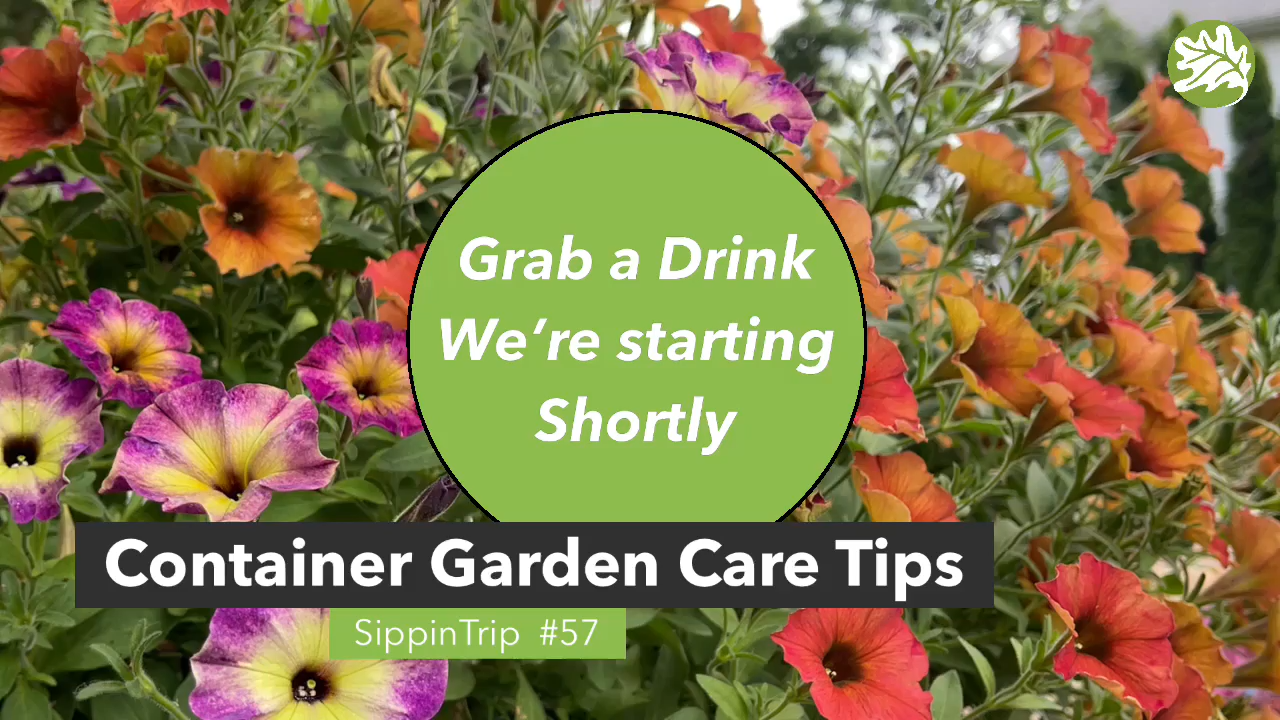 Grab a Drink
We’re starting
Shortly
Container Garden Care Tips
SippinTrip #57